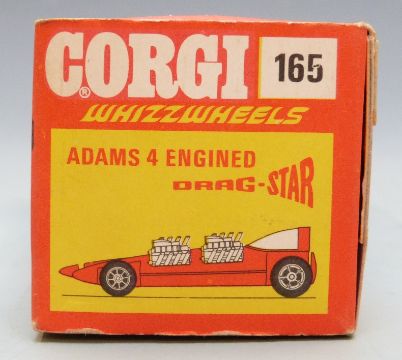 CORGI® 165
WHIZZWHEELS
ADAMS 4 ENGINED
DRAG-STAR